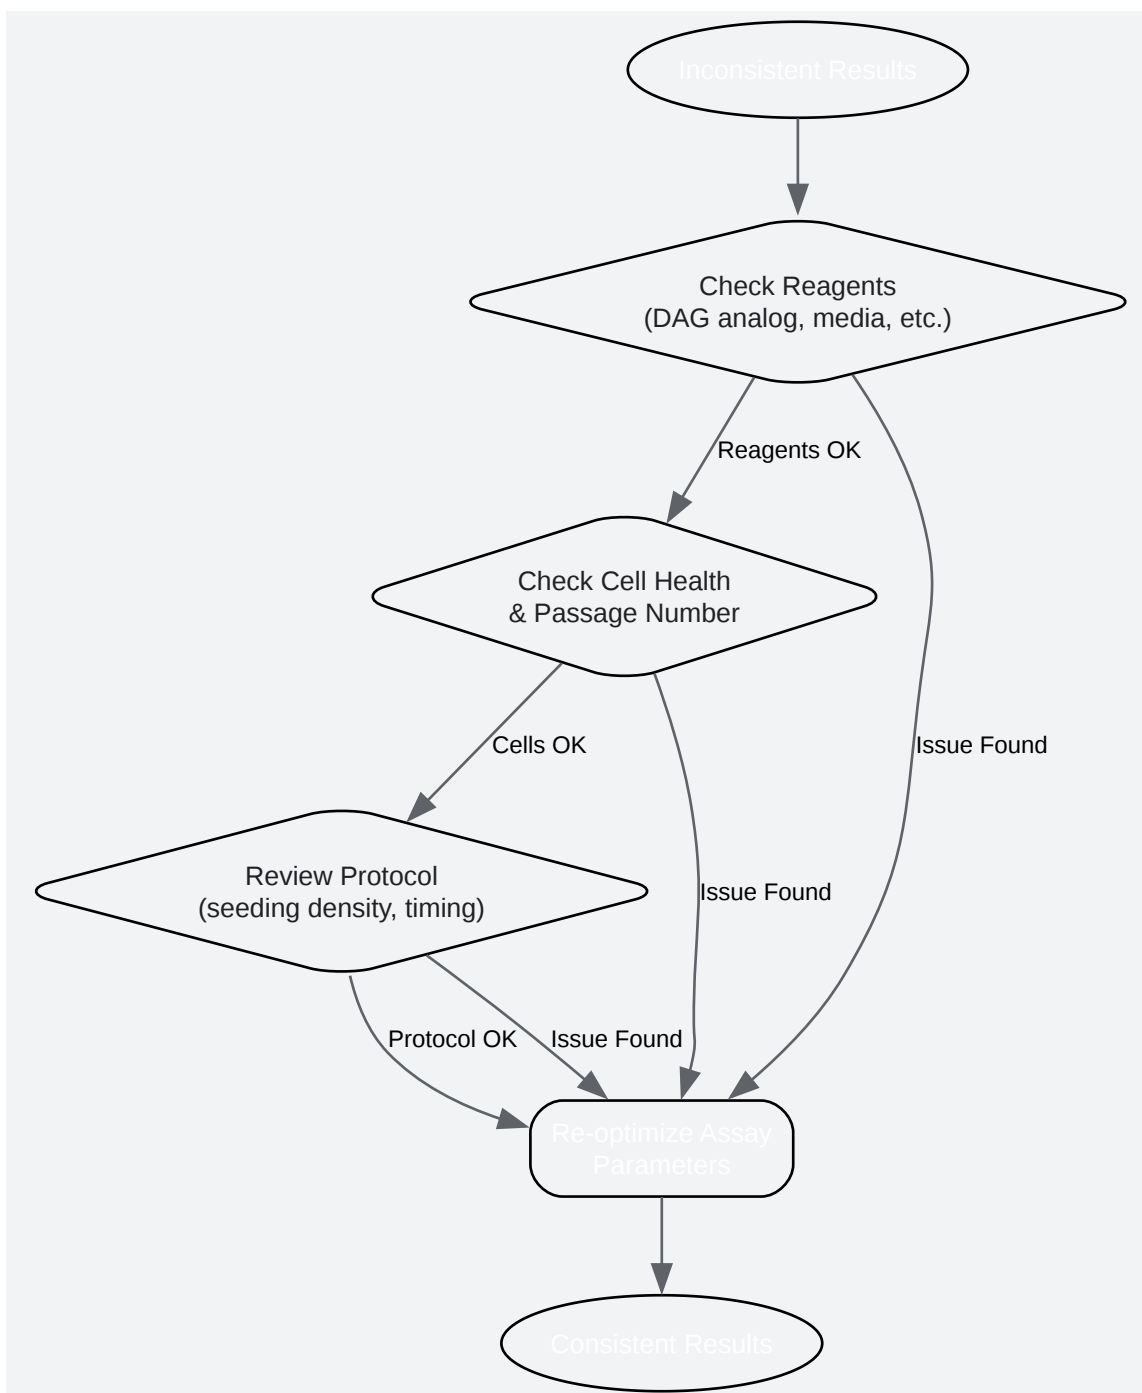 Inconsistent Results
Check Reagents
(DAG analog, media, etc.)
Reagents OK
Check Cell Health
& Passage Number
Cells OK
Issue Found
Review Protocol
(seeding density, timing)
Issue Found
Protocol OK
Issue Found
Re-optimize Assay
Parameters
Consistent Results